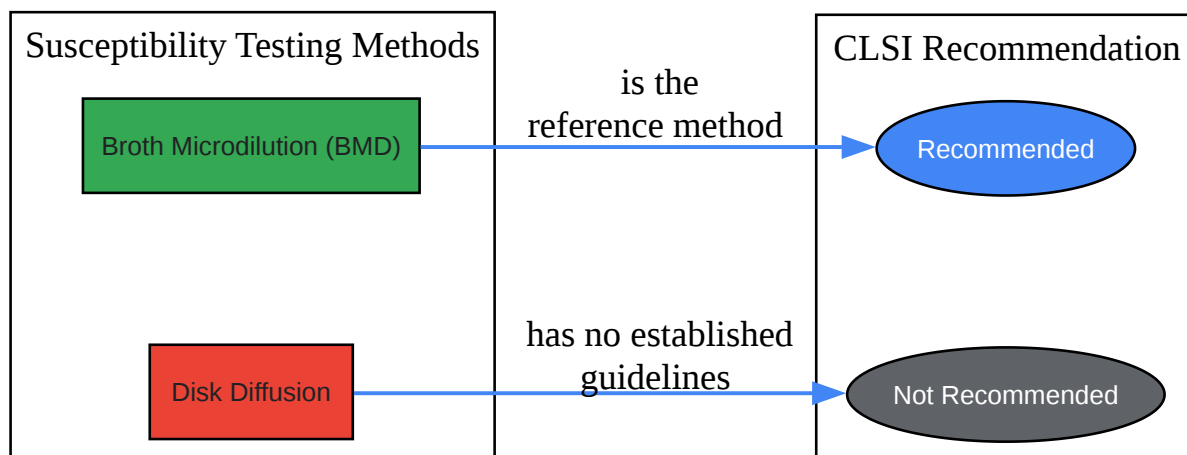 Susceptibility Testing Methods
CLSI Recommendation
is the
reference method
Broth Microdilution (BMD)
Recommended
has no established
guidelines
Disk Diffusion
Not Recommended